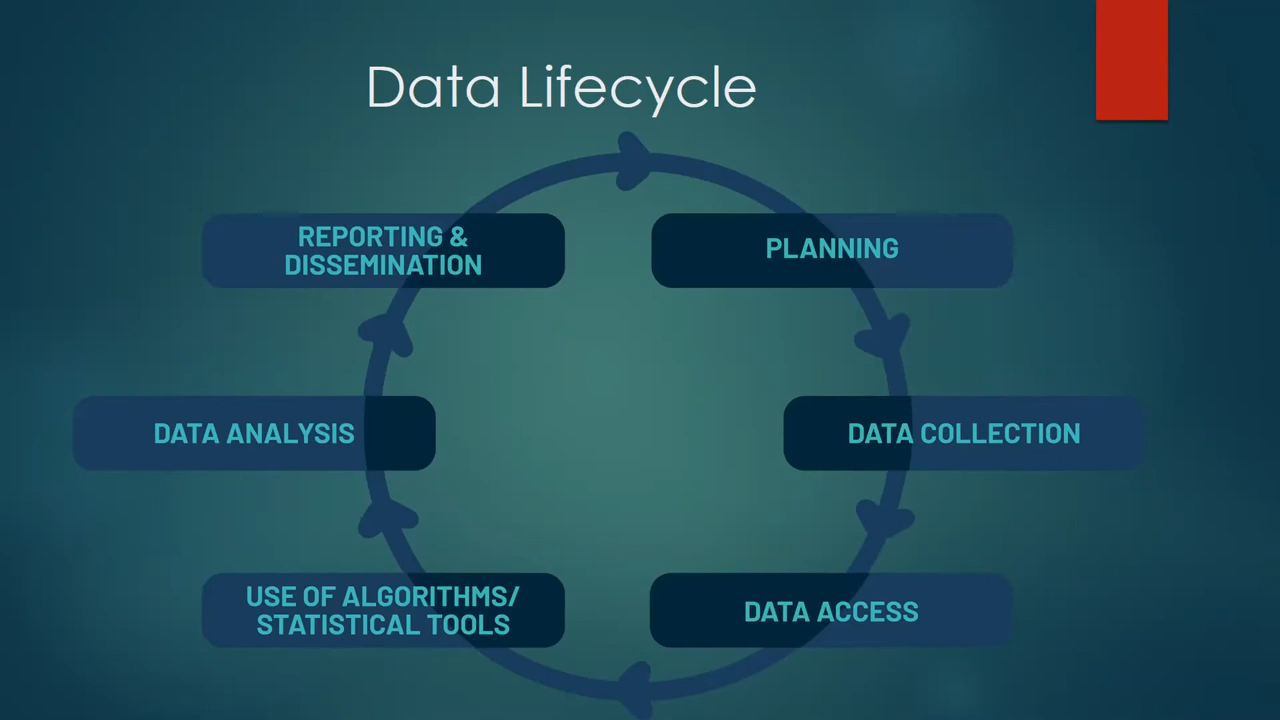 Data Lifecycle
REPORTING &
DISSEMINATION
PLANNING
DATA ANALYSIS
DATA COLLECTION
USE OF ALGORITHMS/
STATISTICAL TOOLS
DATA ACCESS